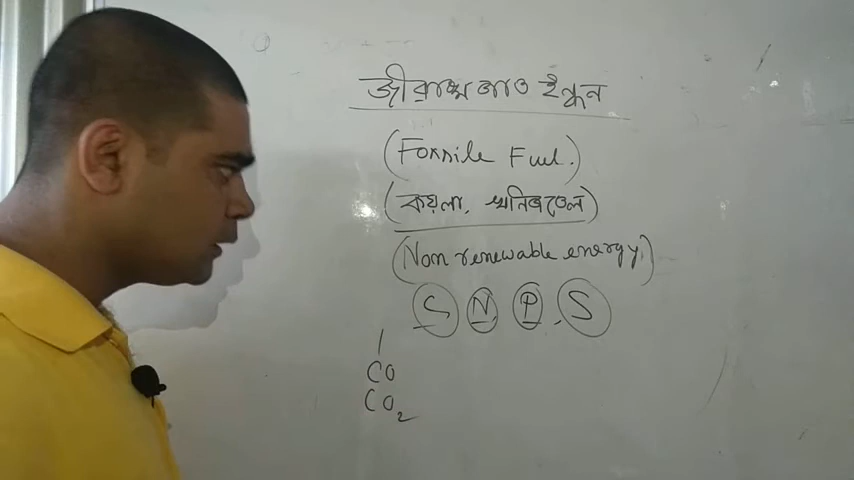 জীবাশ্ম জাত ইন্ধন
(Fossile Fuel.)
(কয়লা, খনিজতেল)
(Non renewable energy)
C, N, P, S
CO
CO₂